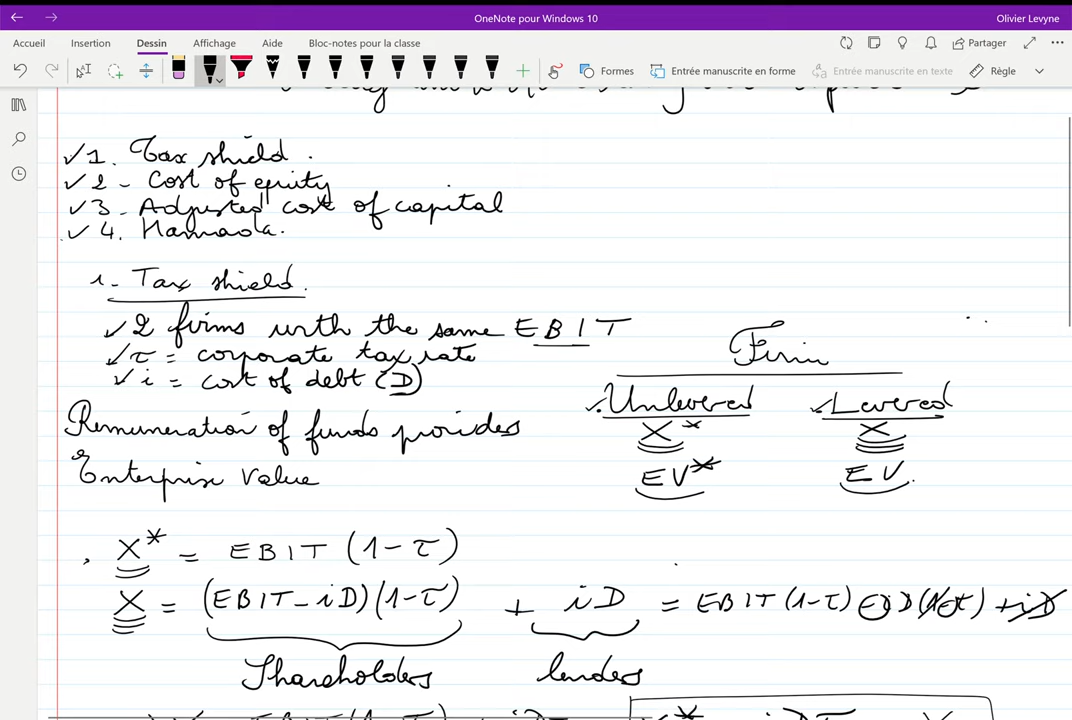 OneNote pour Windows 10
Olivier Levyne
Accueil Insertion Dessin Affichage Aide Bloc-notes pour la classe Partager
Formes Entrée manuscrite en forme Entrée manuscrite en texte Règle
✓1. Tax shield.
✓2 - Cost of equity
✓3 - Adjusted cost of capital
✓4. Hamada.
1 - Tax shield.
✓2 firms with the same EBIT
✓τ = corporate tax rate
✓i = cost of debt (D)
Firm
✓Unlevered ✓Levered
Remuneration of funds provides X* X
Enterprise Value EV* EV.
X* = EBIT(1-τ)
X = (EBIT-iD)(1-τ) + iD = EBIT(1-τ) - iD(1-τ) + iD
Shareholders lenders